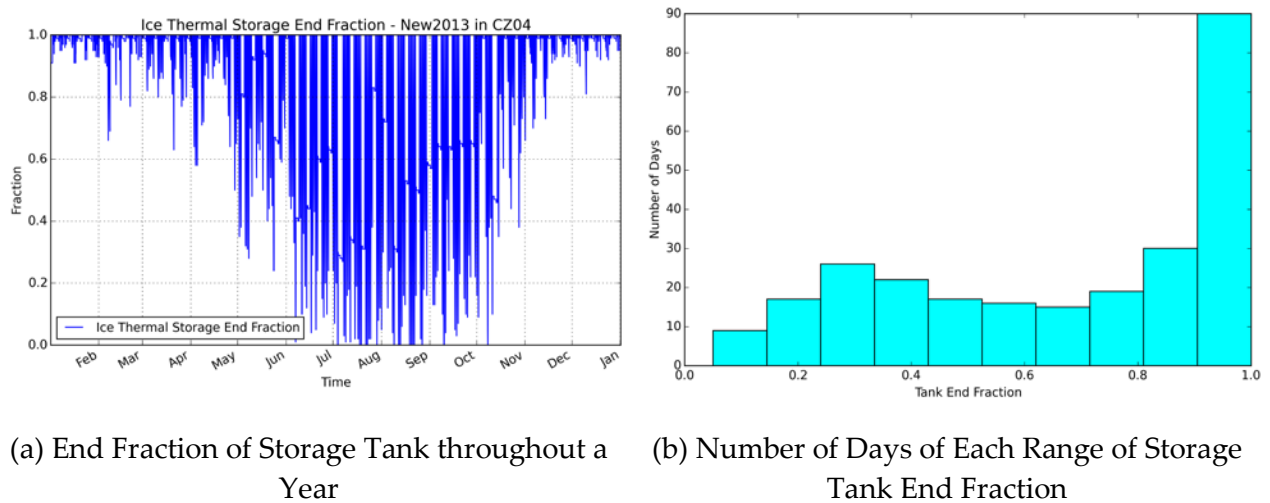 Ice Thermal Storage End Fraction - New2013 in CZ04
Fraction
1.0
0.8
0.6
0.4
0.2
0.0
Ice Thermal Storage End Fraction
Feb Mar Apr May Jun Jul Aug Sep Oct Nov Dec Jan
Time
Number of Days
90
80
70
60
50
40
30
20
10
0
0.0 0.2 0.4 0.6 0.8 1.0
Tank End Fraction
(a) End Fraction of Storage Tank throughout a
Year
(b) Number of Days of Each Range of Storage
Tank End Fraction